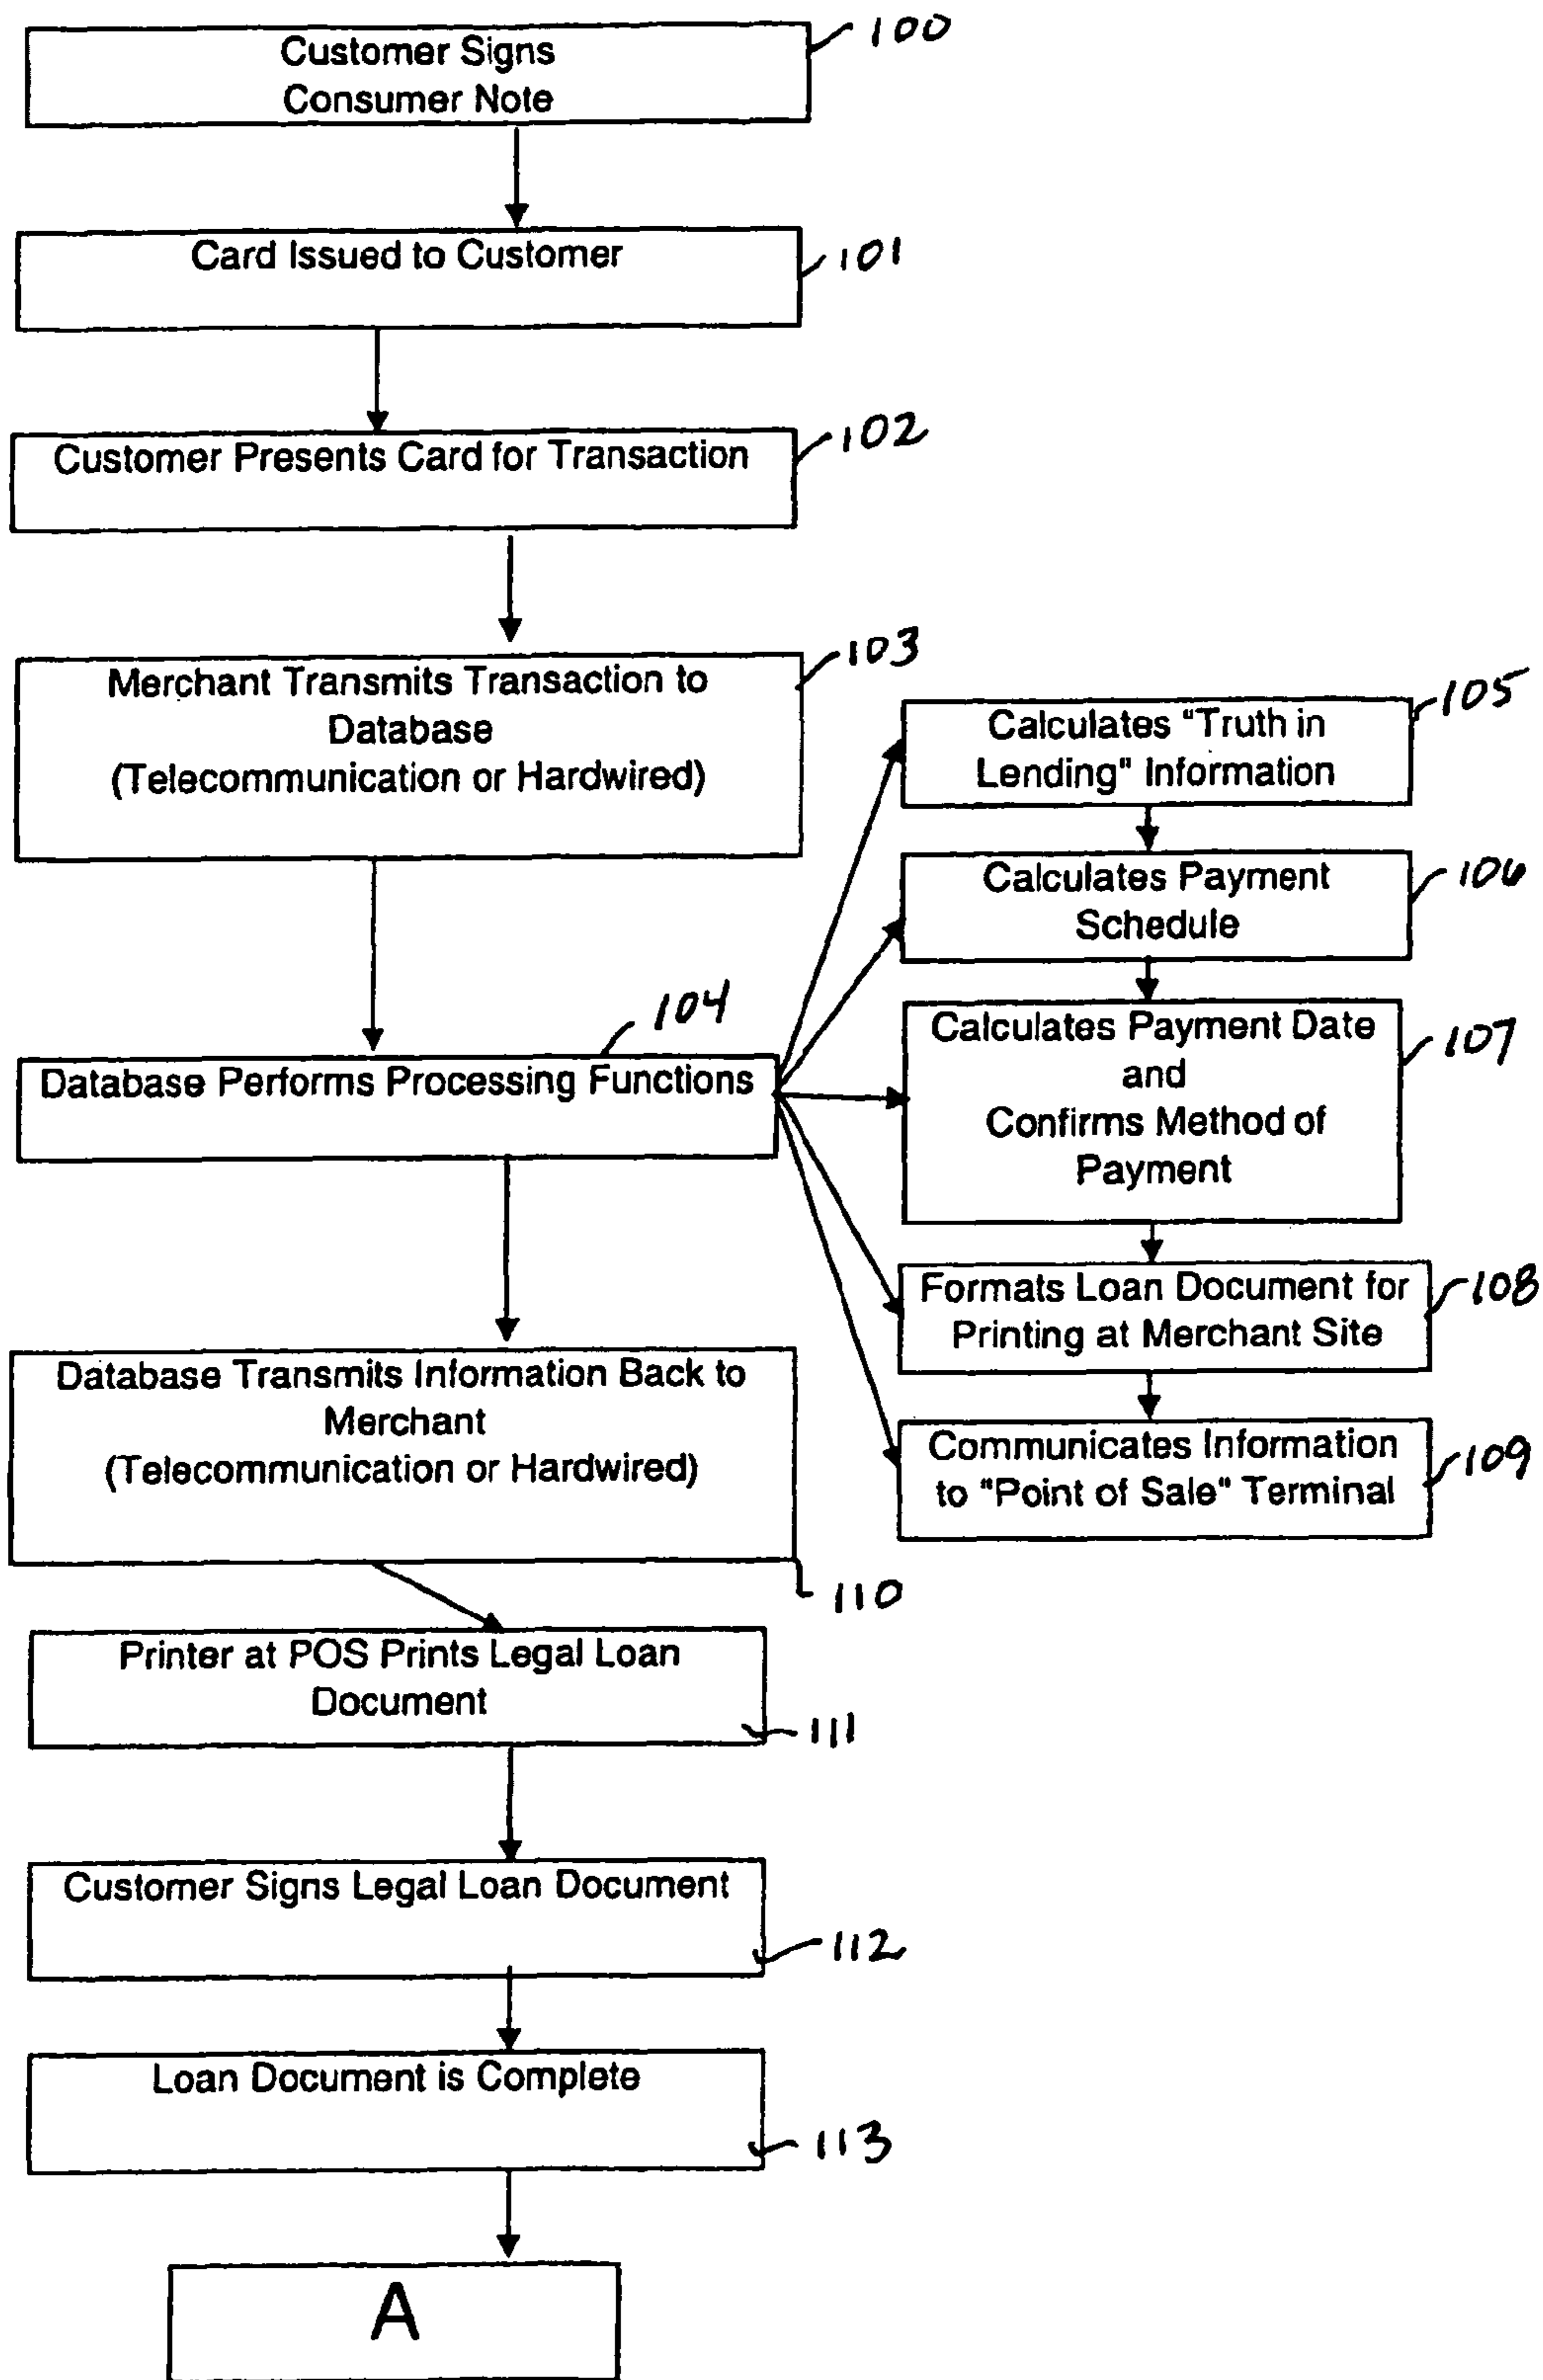 Customer Signs
Consumer Note
100
Card Issued to Customer
101
Customer Presents Card for Transaction
102
Merchant Transmits Transaction to
Database
(Telecommunication or Hardwired)
103
Database Performs Processing Functions
104
Calculates "Truth in
Lending" Information
105
Calculates Payment
Schedule
106
Calculates Payment Date
and
Confirms Method of
Payment
107
Formats Loan Document for
Printing at Merchant Site
108
Communicates Information
to "Point of Sale" Terminal
109
Database Transmits Information Back to
Merchant
(Telecommunication or Hardwired)
110
Printer at POS Prints Legal Loan
Document
111
Customer Signs Legal Loan Document
112
Loan Document is Complete
113
A